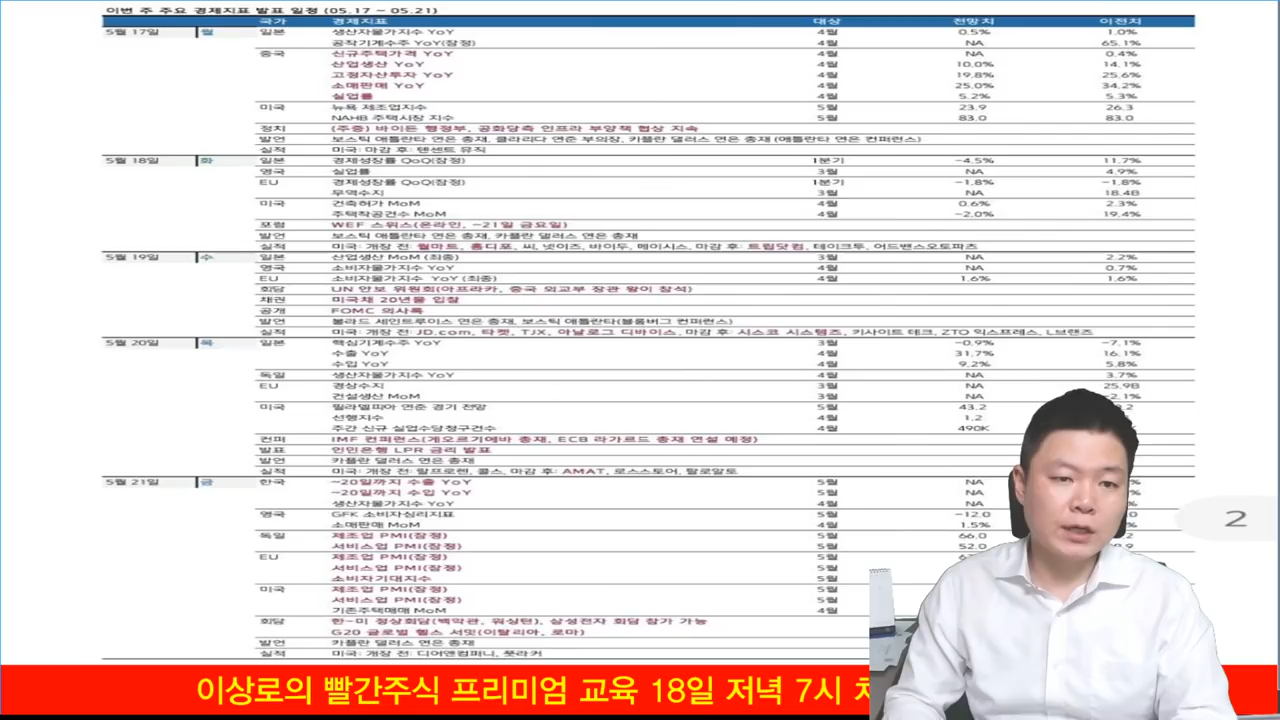 이번 주 주요 경제지표 발표 일정 (05.17 ~ 05.21)
국가 경제지표 대상 전망치 이전치
5월 17일 월 일본 생산자물가지수 YoY 4월 0.5% 1.0%
공작기계수주 YoY(잠정) 4월 NA 65.1%
중국 신규주택가격 YoY 4월 NA 0.4%
산업생산 YoY 4월 10.0% 14.1%
고정자산투자 YoY 4월 19.8% 25.6%
소매판매 YoY 4월 25.0% 34.2%
실업률 4월 5.2% 5.3%
미국 뉴욕 제조업지수 5월 23.9 26.3
NAHB 주택시장 지수 5월 83.0 83.0
정치 (주중) 바이든 행정부, 공화당측 인프라 부양책 협상 지속
발언 보스틱 애틀란타 연은 총재, 클라리다 연준 부의장, 카플란 댈러스 연은 총재 (애틀란타 연은 컨퍼런스)
실적 미국: 마감 후: 텐센트 뮤직
5월 18일 화 일본 경제성장률 QoQ(잠정) 1분기 -4.5% 11.7%
영국 실업률 3월 NA 4.9%
EU 경제성장률 QoQ(잠정) 1분기 -1.8% -1.8%
무역수지 3월 NA 18.4B
미국 건축허가 MoM 4월 0.6% 2.3%
주택착공건수 MoM 4월 -2.0% 19.4%
포럼 WEF 스위스(온라인, ~21일 금요일)
발언 보스틱 애틀란타 연은 총재, 카플란 댈러스 연은 총재
실적 미국: 개장 전: 월마트, 홈디포, 씨, 넷이즈, 바이두, 메이시스, 마감 후: 트립닷컴, 테이크투, 어드밴스오토파츠
5월 19일 수 일본 산업생산 MoM (최종) 3월 NA 2.2%
영국 소비자물가지수 YoY 4월 NA 0.7%
EU 소비자물가지수 YoY (최종) 4월 1.6% 1.6%
회담 UN 안보 위원회(아프라카, 중국 외교부 장관 왕이 참석)
채권 미국채 20년물 입찰
공개 FOMC 의사록
발언 불라드 세인트루이스 연은 총재, 보스틱 애틀란타(블룸버그 컨퍼런스)
실적 미국: 개장 전: JD.com, 타겟, TJX, 아날로그 디바이스, 마감 후: 시스코 시스템즈, 키사이트 테크, ZTO 익스프레스, L브랜즈
5월 20일 목 일본 핵심기계수주 YoY 3월 -0.9% -7.1%
수출 YoY 4월 31.7% 16.1%
수입 YoY 4월 9.2% 5.8%
독일 생산자물가지수 YoY 4월 NA 3.7%
EU 경상수지 3월 NA 25.9B
건설생산 MoM 3월 NA -2.1%
미국 필라델피아 연준 경기 전망 5월 43.2
선행지수 4월 1.2
주간 신규 실업수당청구건수 490K
컨퍼 IMF 컨퍼런스(게오르기에바 총재, ECB 라가르드 총재 연설 예정)
발표 인민은행 LPR 금리 발표
발언 카플란 댈러스 연은 총재
실적 미국: 개장 전: 랄프로렌, 콜스, 마감 후: AMAT, 로스스토어, 팔로알토
5월 21일 금 한국 ~20일까지 수출 YoY 5월 NA
~20일까지 수입 YoY 5월 NA
생산자물가지수 YoY 4월 NA
영국 GFK 소비자심리지표 5월 -12.0
소매판매 MoM 4월 1.5%
독일 제조업 PMI(잠정) 5월 66.0
서비스업 PMI(잠정) 5월 52.0
EU 제조업 PMI(잠정) 5월
서비스업 PMI(잠정) 5월
소비자기대지수 5월
미국 제조업 PMI(잠정) 5월
서비스업 PMI(잠정) 5월
기존주택매매 MoM 4월
회담 한-미 정상회담(백악관, 워싱턴), 삼성전자 회담 참가 가능
G20 글로벌 헬스 서밋(이탈리아, 로마)
발언 카플란 댈러스 연은 총재
실적 미국: 개장 전: 디어앤컴퍼니, 풋라커
2
이상로의 빨간주식 프리미엄 교육 18일 저녁 7시